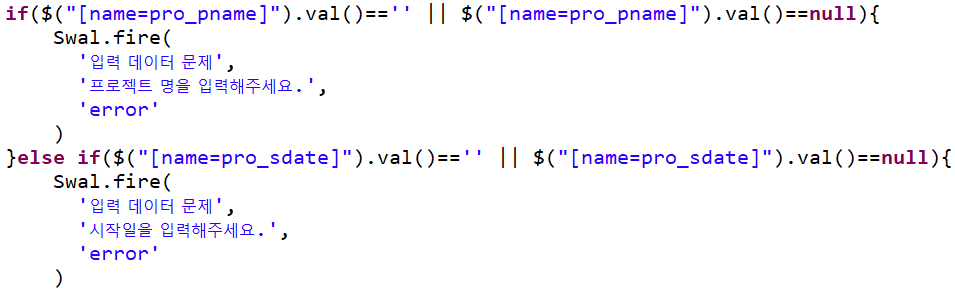 if($("[name=pro_pname]").val()=='' || $("[name=pro_pname]").val()==null){
    Swal.fire(
      '입력 데이터 문제',
      '프로젝트 명을 입력해주세요.',
      'error'
    )
}else if($("[name=pro_sdate]").val()=='' || $("[name=pro_sdate]").val()==null){
    Swal.fire(
      '입력 데이터 문제',
      '시작일을 입력해주세요.',
      'error'
    )